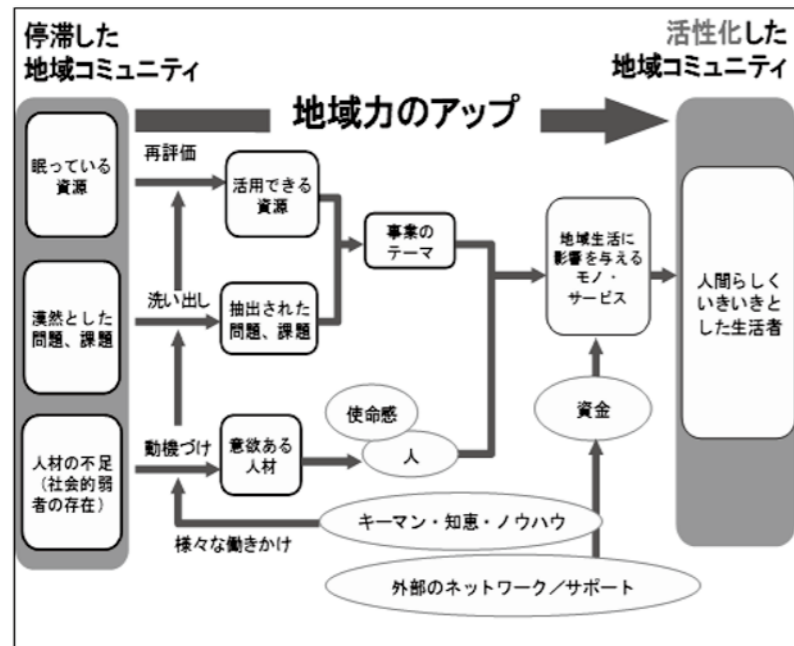 停滞した
地域コミュニティ
活性化した
地域コミュニティ
地域力のアップ
眠っている
資源
再評価
活用できる
資源
事業の
テーマ
地域生活に
影響を与える
モノ・
サービス
人間らしく
いきいきと
した生活者
漠然とした
問題、課題
洗い出し
抽出された
問題、課題
使命感
資金
人材の不足
（社会的弱
者の存在）
動機づけ
意欲ある
人材
人
様々な働きかけ
キーマン・知恵・ノウハウ
外部のネットワーク／サポート